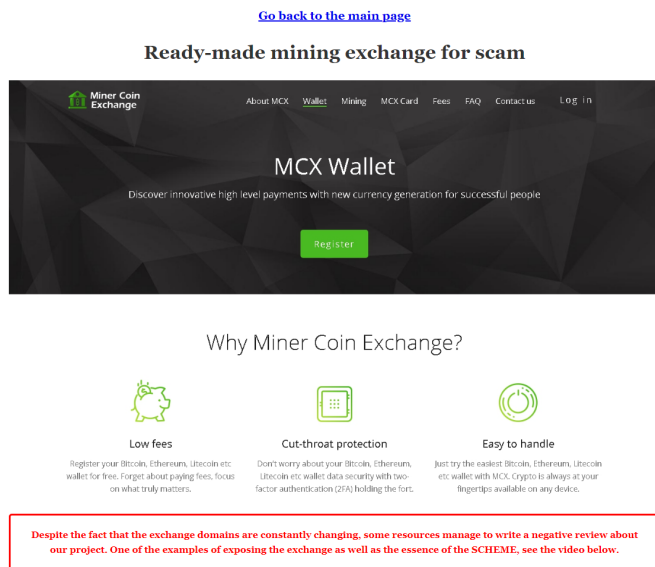 Go back to the main page
Ready-made mining exchange for scam
Miner Coin
Exchange
About MCX Wallet Mining MCX Card Fees FAQ Contact us Log in
MCX Wallet
Discover innovative high level payments with new currency generation for successful people
Register
Why Miner Coin Exchange?
Low fees Cut-throat protection Easy to handle
Register your Bitcoin, Ethereum, Litecoin etc Don't worry about your Bitcoin, Ethereum, Just try the easiest Bitcoin, Ethereum, Litecoin
wallet for free. Forget about paying fees, focus Litecoin etc wallet data security with two- etc wallet with MCX. Crypto is always at your
on what truly matters. factor authentication (2FA) holding the fort. fingertips available on any device.
Despite the fact that the exchange domains are constantly changing, some resources manage to write a negative review about
our project. One of the examples of exposing the exchange as well as the essence of the SCHEME, see the video below.